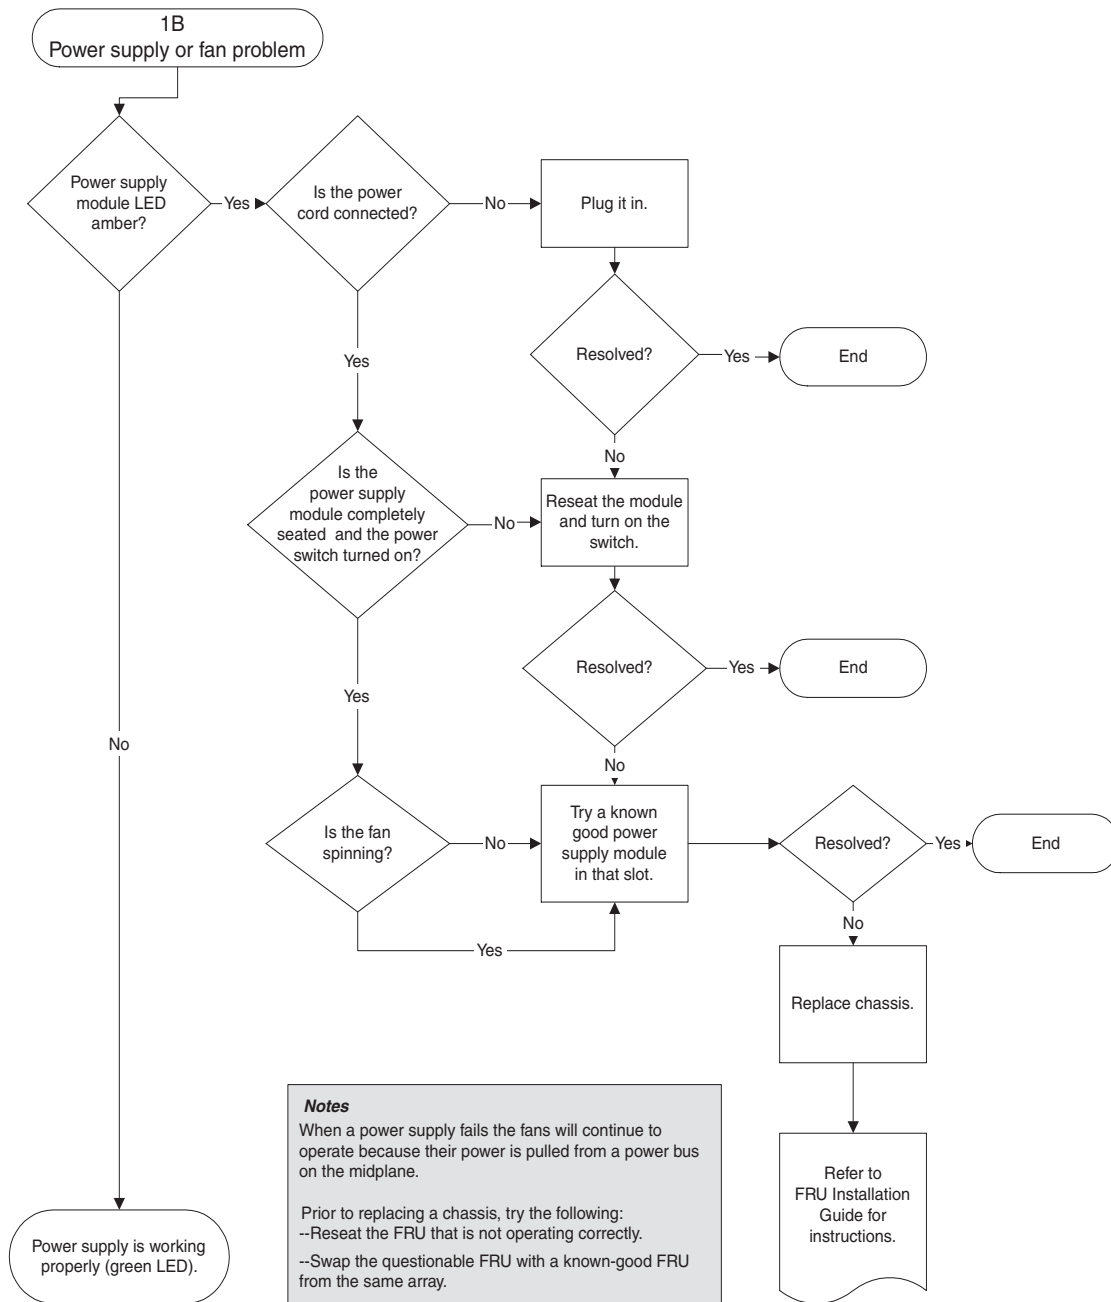 1B
Power supply or fan problem
Power supply
module LED
amber?
Yes
Is the power
cord connected?
No
Plug it in.
Resolved?
Yes
End
Yes
No
Is the
power supply
module completely
seated and the power
switch turned on?
No
Reseat the module
and turn on the
switch.
Resolved?
Yes
End
Yes
No
No
Is the fan
spinning?
No
Try a known
good power
supply module
in that slot.
Resolved?
Yes
End
Yes
No
Replace chassis.
Notes
When a power supply fails the fans will continue to
operate because their power is pulled from a power bus
on the midplane.
Prior to replacing a chassis, try the following:
--Reseat the FRU that is not operating correctly.
--Swap the questionable FRU with a known-good FRU
from the same array.
Refer to
FRU Installation
Guide for
instructions.
Power supply is working
properly (green LED).